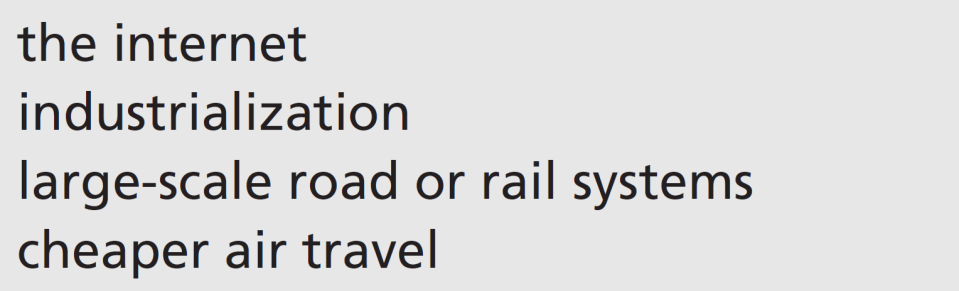 the internet
industrialization
large-scale road or rail systems
cheaper air travel